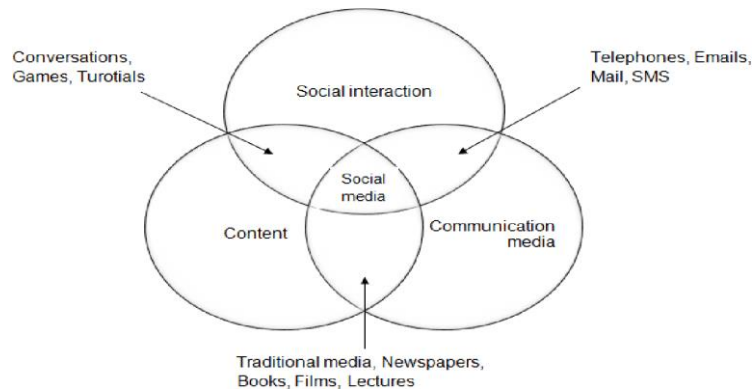 Conversations,
Games, Turotials
Telephones, Emails,
Mail, SMS
Social interaction
Social
media
Content
Communication
media
Traditional media, Newspapers,
Books, Films, Lectures